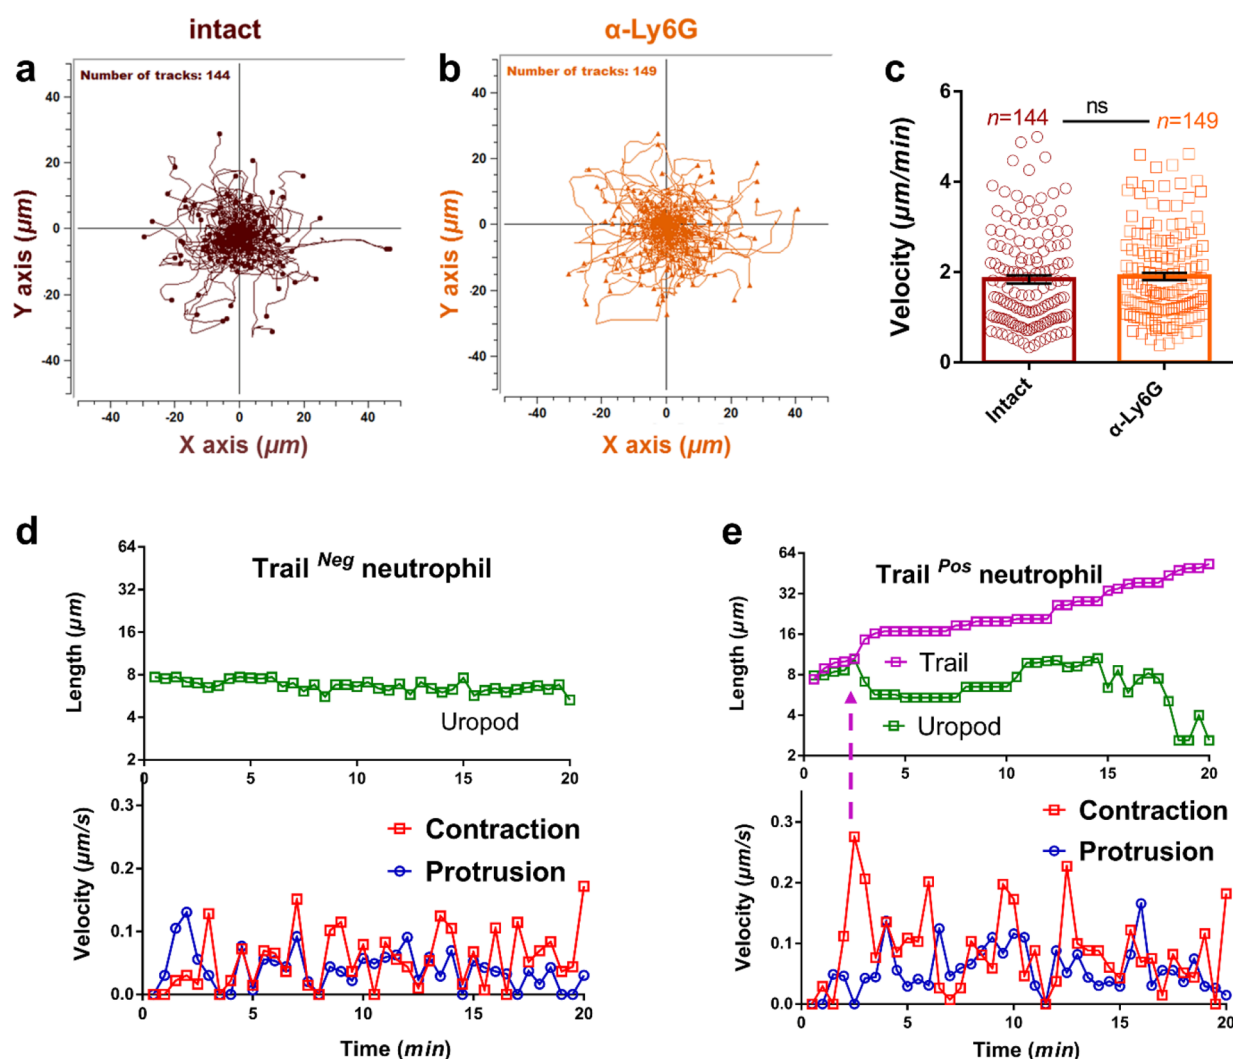 intact
α-Ly6G
a
Number of tracks: 144
40
20
0
-20
-40
-40
-20
0
20
40
Y axis (µm)
X axis (µm)
b
Number of tracks: 149
40
20
0
-20
-40
-40
-20
0
20
40
Y axis (µm)
X axis (µm)
c
n=144
ns
n=149
6
4
2
0
Velocity (µm/min)
Intact
α-Ly6G
d
Trail Neg neutrophil
64
32
16
8
4
2
Length (µm)
Uropod
0
5
10
15
20
Contraction
Protrusion
0.3
0.2
0.1
0.0
Velocity (µm/s)
0
5
10
15
20
Time (min)
e
Trail Pos neutrophil
64
32
16
8
4
2
Length (µm)
Trail
Uropod
0
5
10
15
20
Contraction
Protrusion
0.3
0.2
0.1
0.0
Velocity (µm/s)
0
5
10
15
20
Time (min)